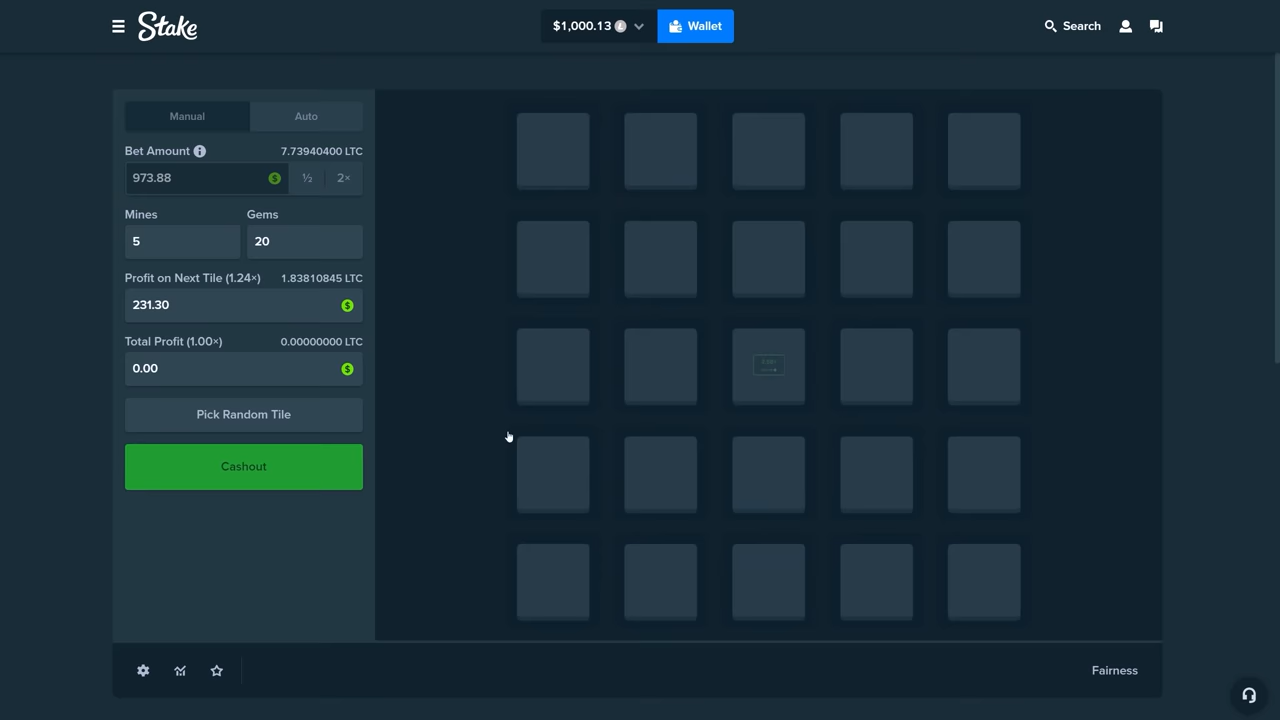 Stake
$1,000.13
Wallet
Search
Manual
Auto
Bet Amount
7.73940400 LTC
973.88
½
2×
Mines
Gems
5
20
Profit on Next Tile (1.24×)
1.83810845 LTC
231.30
Total Profit (1.00×)
0.00000000 LTC
0.00
Pick Random Tile
Cashout
Fairness